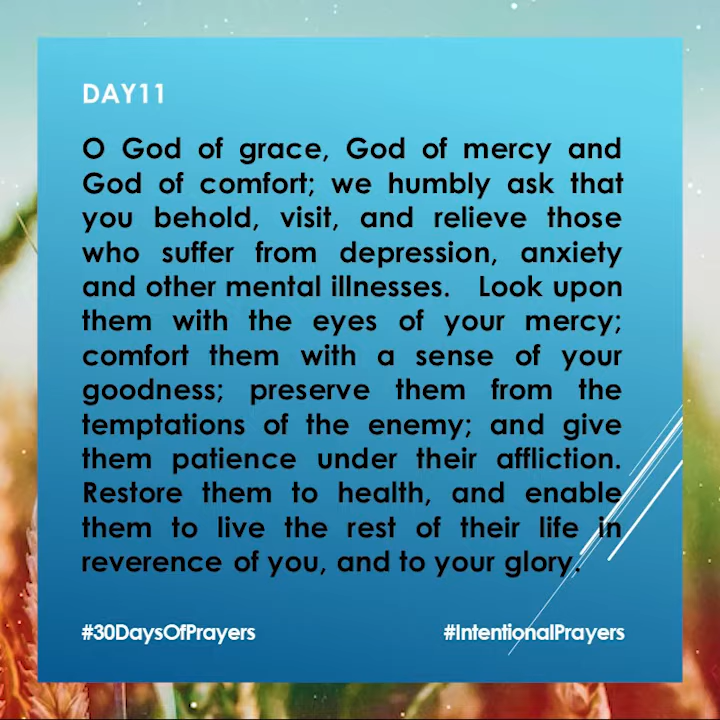 DAY11
O God of grace, God of mercy and
God of comfort; we humbly ask that
you behold, visit, and relieve those
who suffer from depression, anxiety
and other mental illnesses. Look upon
them with the eyes of your mercy;
comfort them with a sense of your
goodness; preserve them from the
temptations of the enemy; and give
them patience under their affliction.
Restore them to health, and enable
them to live the rest of their life in
reverence of you, and to your glory.
#30DaysOfPrayers #IntentionalPrayers